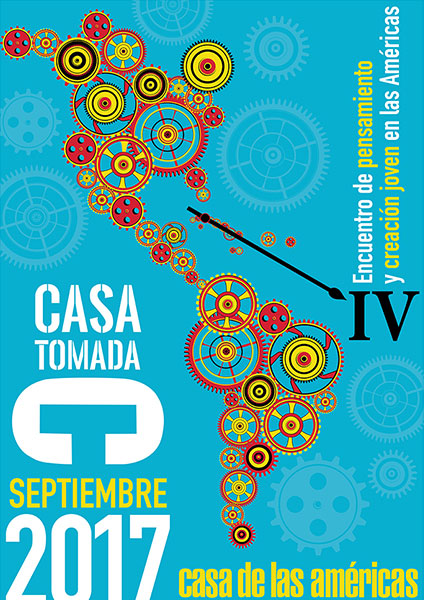 Encuentro de pensamiento
y creación joven en las Américas
IV
CASA
TOMADA
C
SEPTIEMBRE
2017
casa de las américas